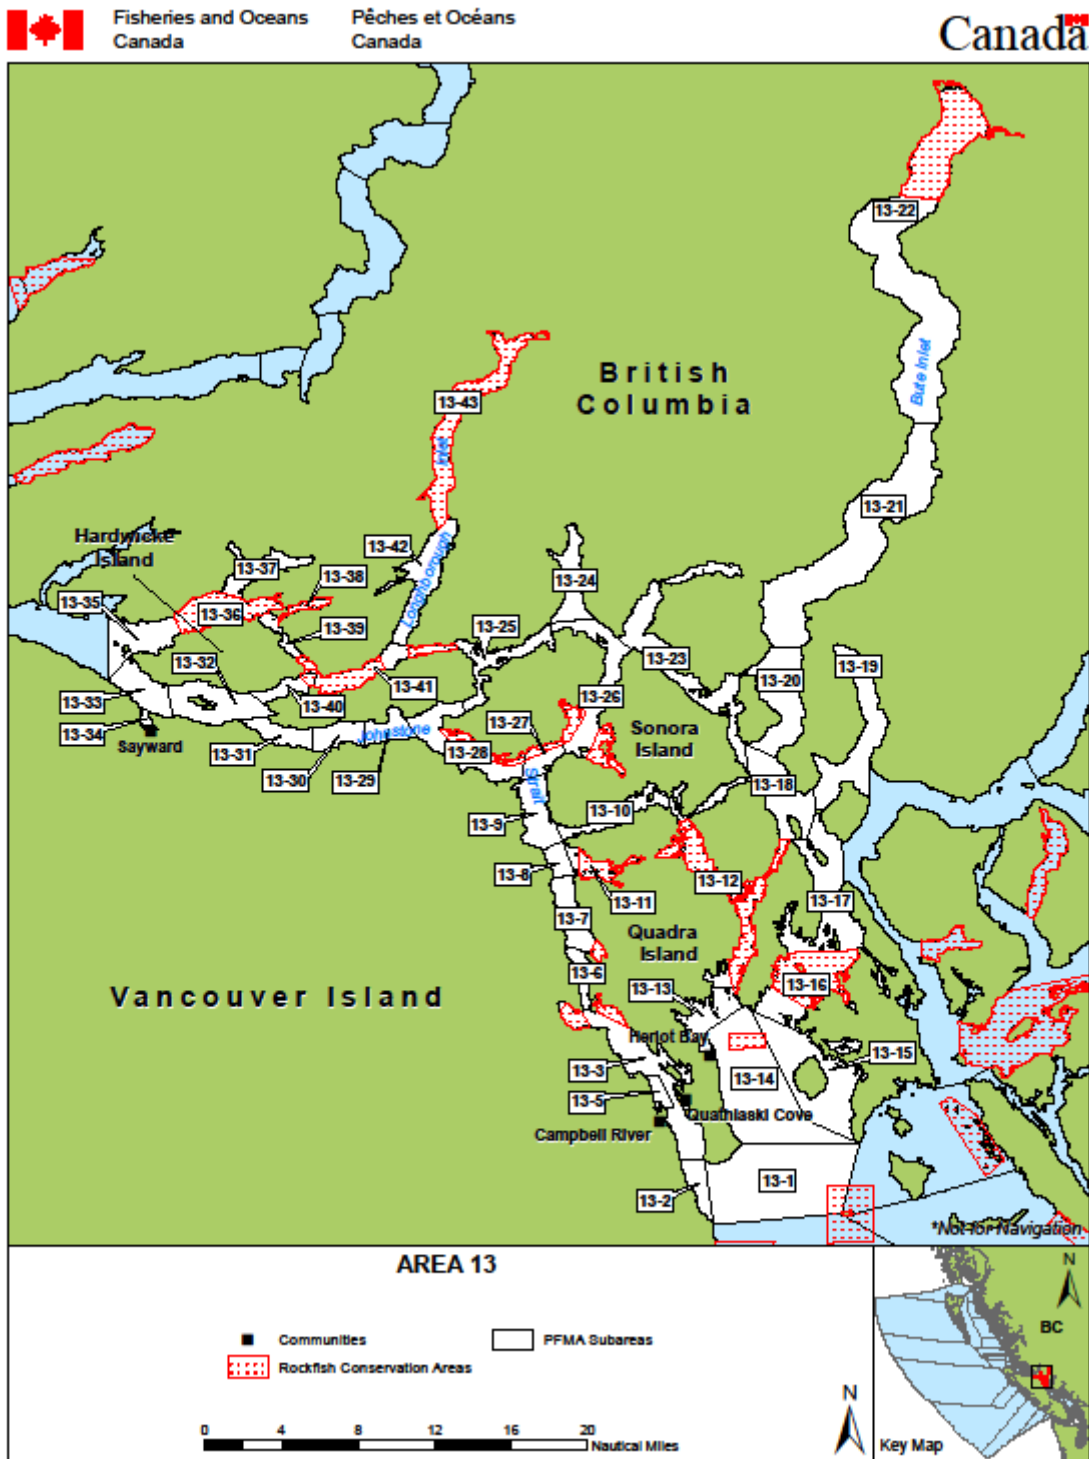 Fisheries and Oceans
Canada
Pêches et Océans
Canada
Canada
13-22
British
Columbia
Bute Inlet
13-43
Inlet
13-21
Hardwicke
Island
13-42
13-37
13-38
13-24
13-35
13-36
Loughborough
13-39
13-25
13-23
13-19
13-32
13-41
13-20
13-33
13-40
13-26
13-34
Sayward
Johnstone
13-27
Sonora
Island
13-31
13-28
13-30
13-29
Strait
13-18
13-10
13-9
13-8
13-12
13-11
13-17
13-7
Quadra
Island
13-6
13-16
Vancouver Island
13-13
Heriot Bay
13-15
13-3
13-14
13-5
Quathiaski Cove
Campbell River
13-1
13-2
*Not for Navigation
AREA 13
Communities
PFMA Subareas
Rockfish Conservation Areas
0 4 8 12 16 20
Nautical Miles
N
N
BC
Key Map